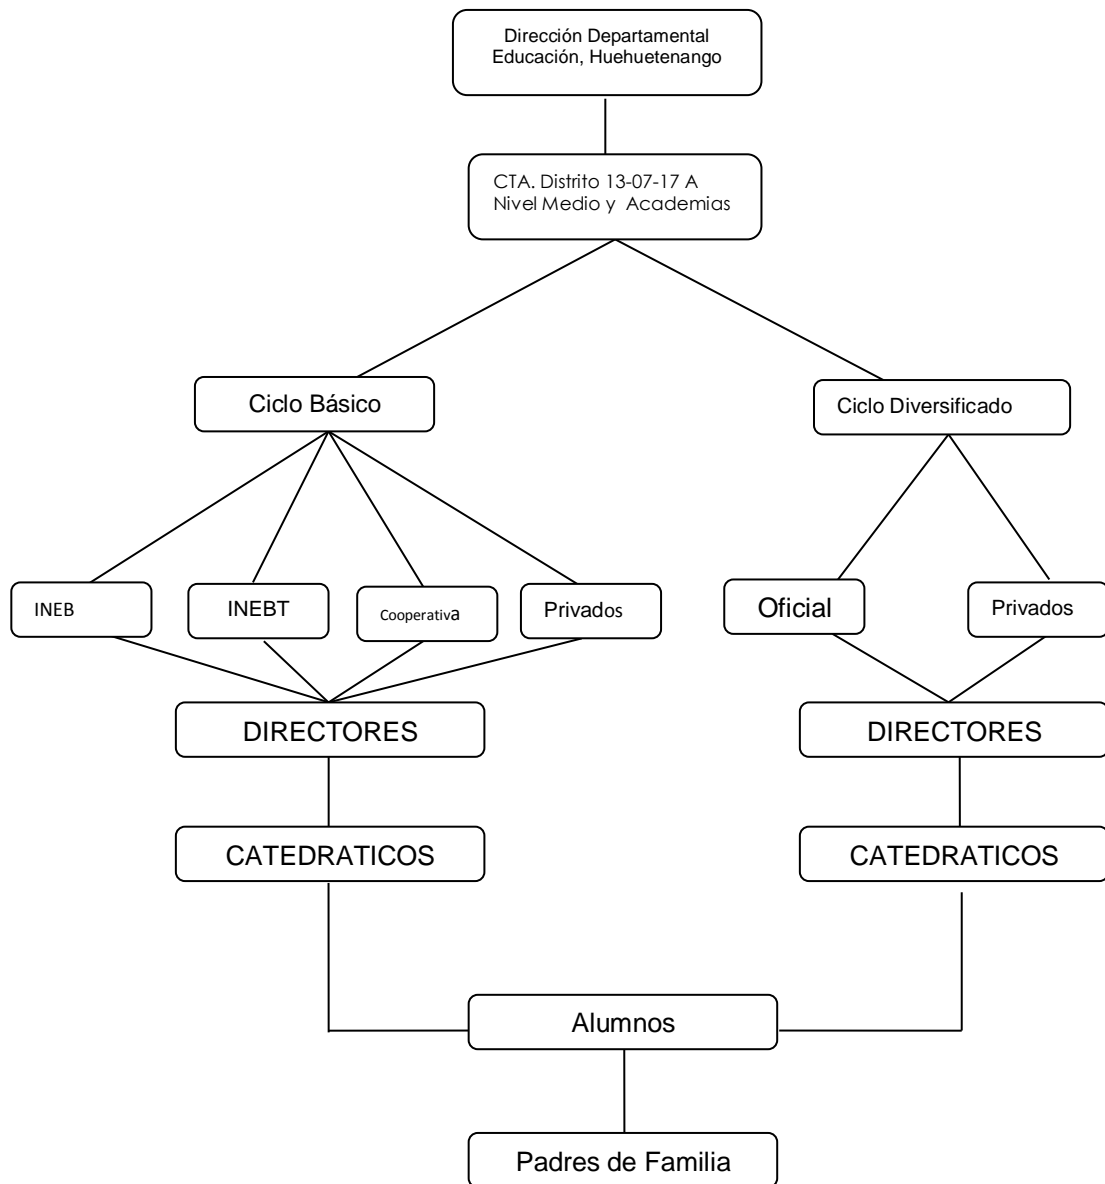 Dirección Departamental
Educación, Huehuetenango
CTA. Distrito 13-07-17 A
Nivel Medio y Academias
Ciclo Básico
Ciclo Diversificado
INEB
INEBT
Cooperativa
Privados
Oficial
Privados
DIRECTORES
DIRECTORES
CATEDRATICOS
CATEDRATICOS
Alumnos
Padres de Familia